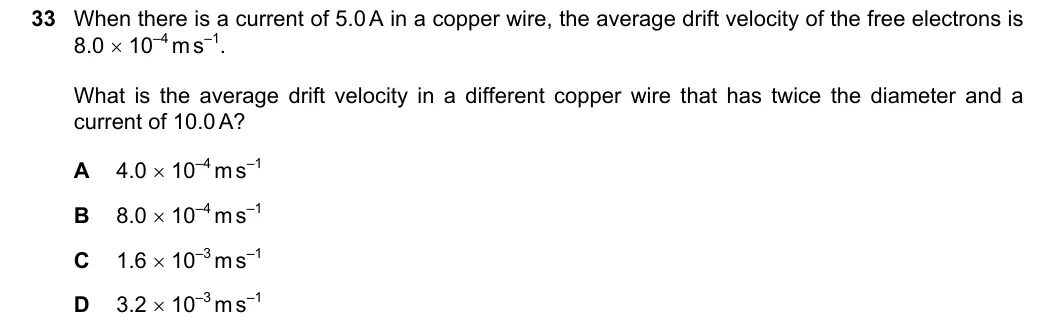 33 When there is a current of 5.0 A in a copper wire, the average drift velocity of the free electrons is
8.0 × 10⁻⁴ m s⁻¹.
What is the average drift velocity in a different copper wire that has twice the diameter and a
current of 10.0 A?
A 4.0 × 10⁻⁴ m s⁻¹
B 8.0 × 10⁻⁴ m s⁻¹
C 1.6 × 10⁻³ m s⁻¹
D 3.2 × 10⁻³ m s⁻¹